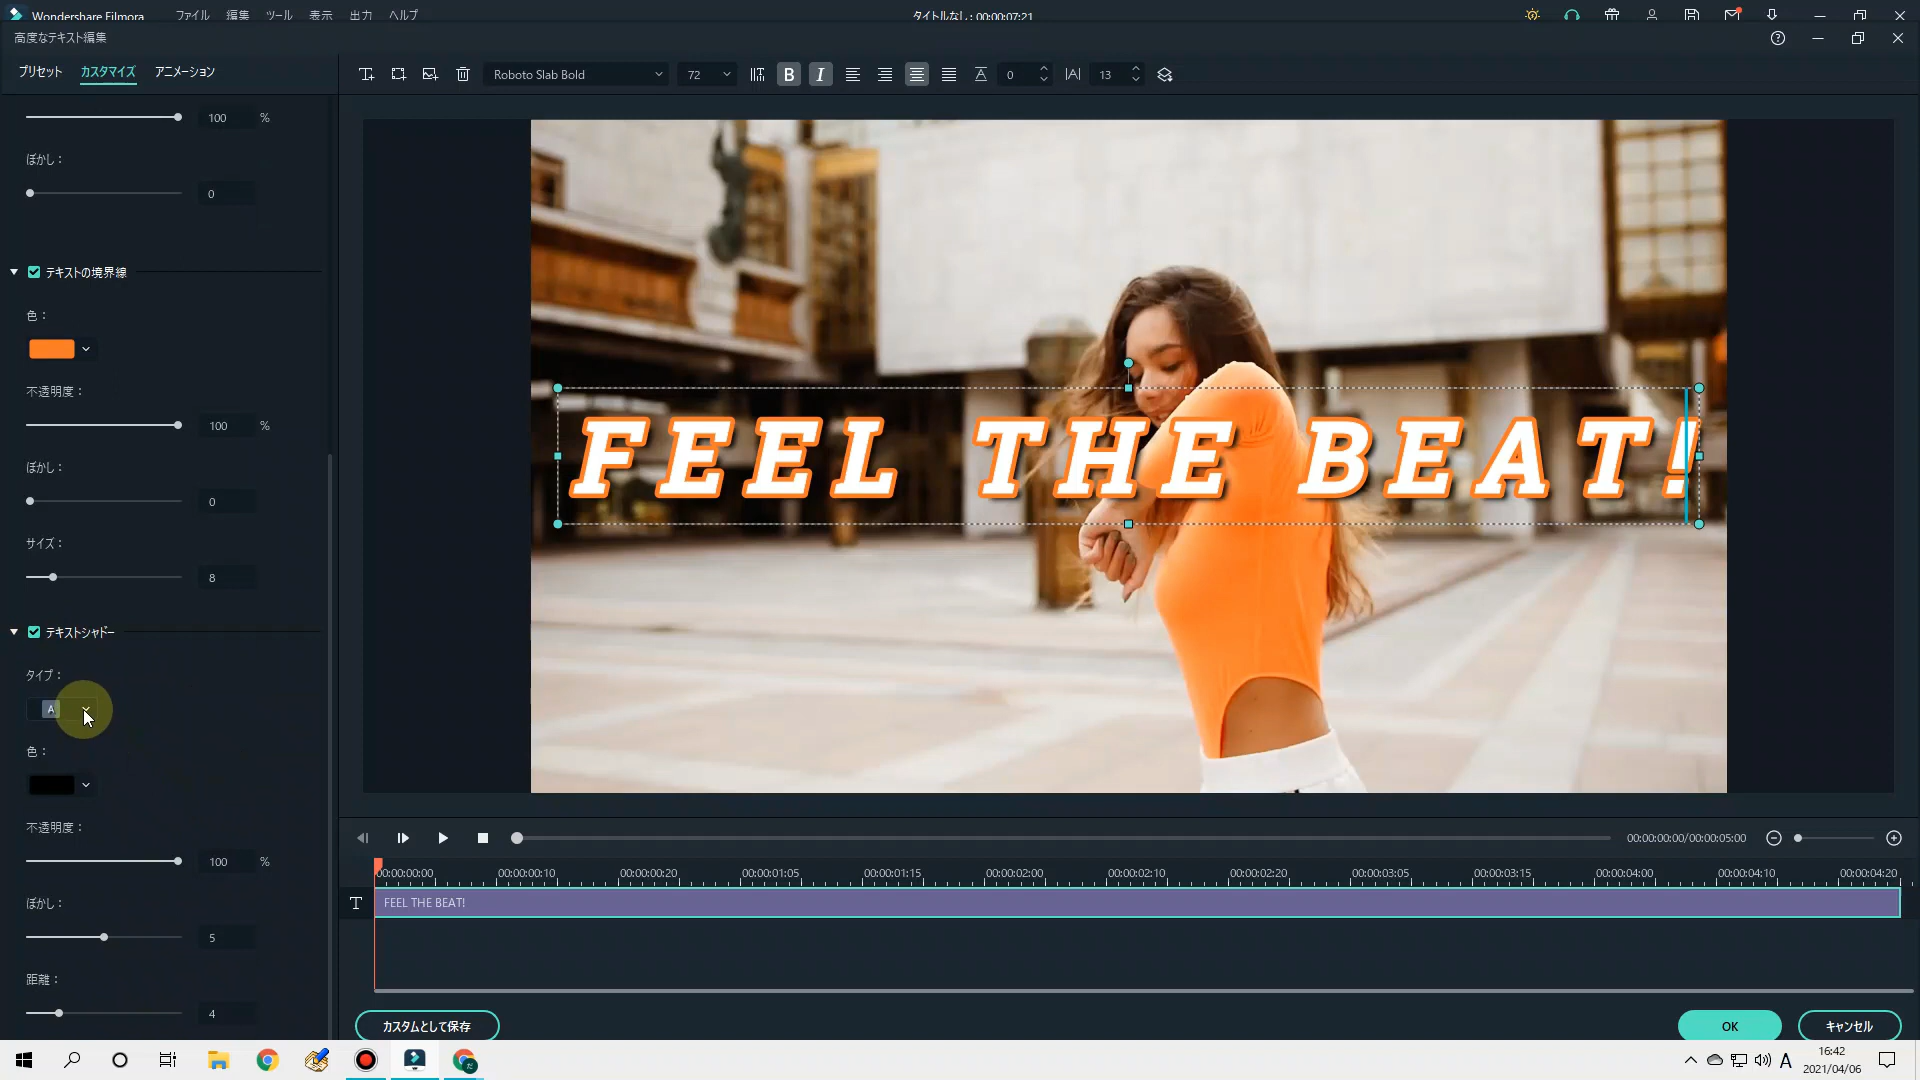 Wondershare Filmora ファイル 編集 ツール 表示 出力 ヘルプ タイトルなし : 00:00:07:21
高度なテキスト編集
プリセット カスタマイズ アニメーション Roboto Slab Bold 72 B I 0 13
100 %
ぼかし :
0
テキストの境界線
色 :
不透明度 :
100 %
ぼかし :
0
サイズ :
8
テキストシャドー
タイプ :
A
色 :
不透明度 :
100 %
ぼかし :
5
距離 :
4
FEEL THE BEAT!
00:00:00:00/00:00:05:00
00:00:00:00 00:00:00:10 00:00:00:20 00:00:01:05 00:00:01:15 00:00:02:00 00:00:02:10 00:00:02:20 00:00:03:05 00:00:03:15 00:00:04:00 00:00:04:10 00:00:04:20
T FEEL THE BEAT!
カスタムとして保存 OK キャンセル
A 16:42
2021/04/06